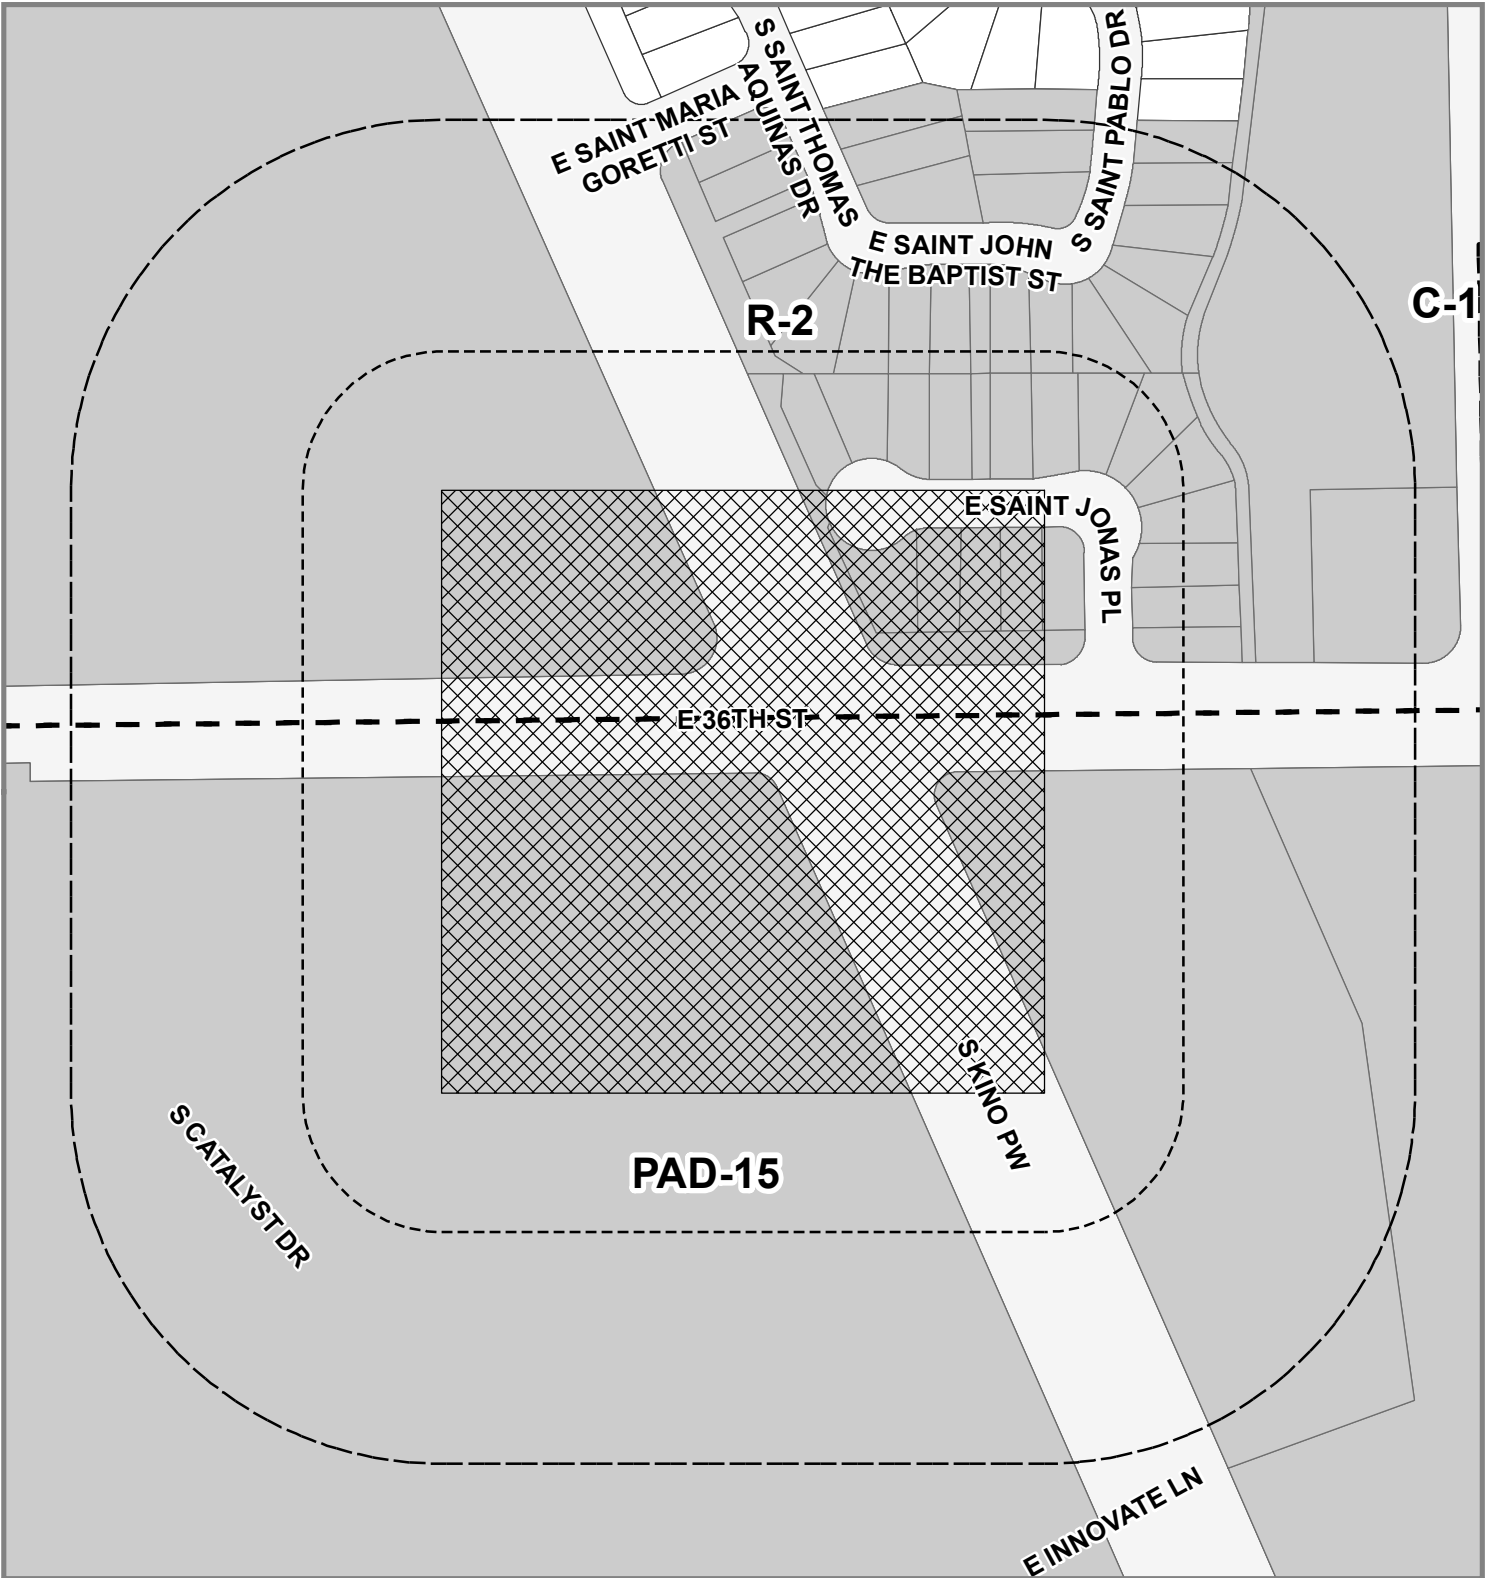 S SAINT THOMAS
AQUINAS DR
S SAINT PABLO DR
E SAINT MARIA
GORETTI ST
E SAINT JOHN
THE BAPTIST ST
R-2
C-1
E SAINT JONAS PL
E 36TH ST
S KINO PW
PAD-15
S CATALYST DR
E INNOVATE LN